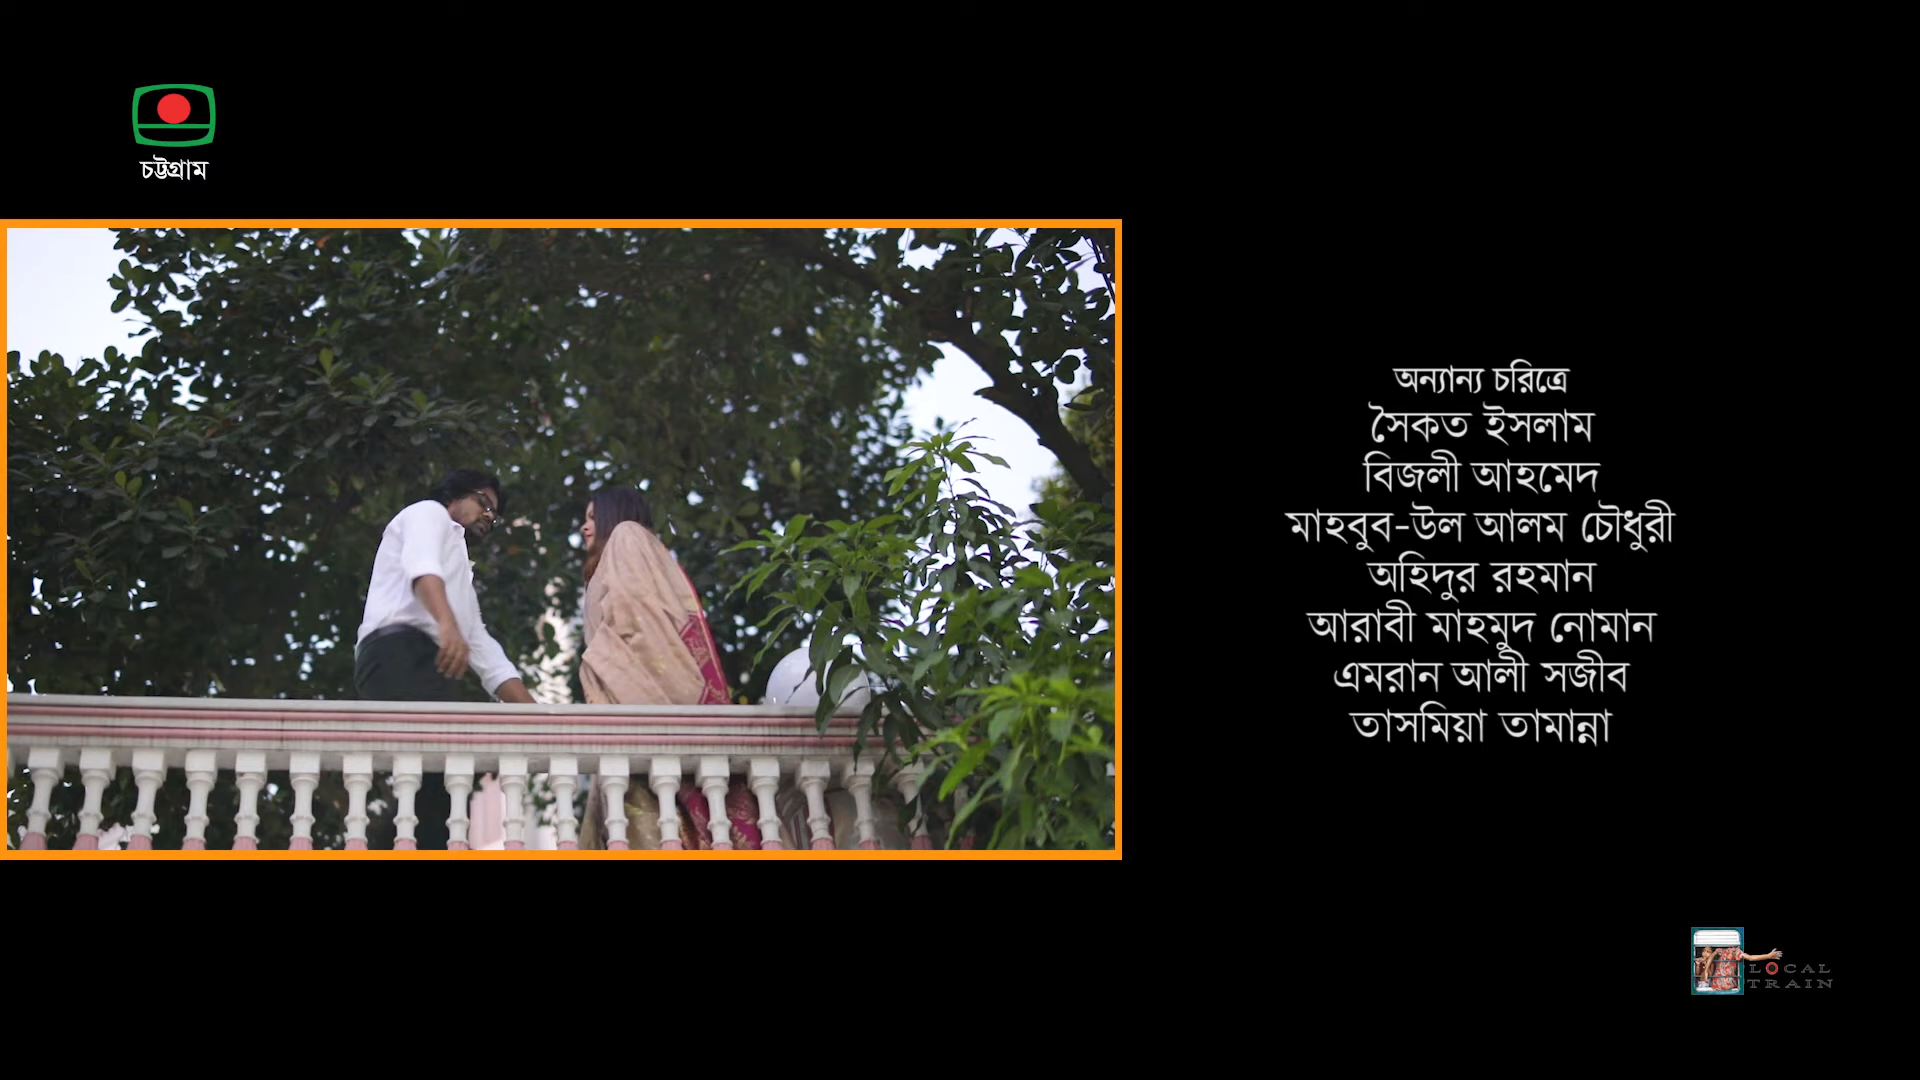 চট্টগ্রাম
অন্যান্য চরিত্রে
সৈকত ইসলাম
বিজলী আহমেদ
মাহবুব-উল আলম চৌধুরী
অহিদুর রহমান
আরাবী মাহমুদ নোমান
এমরান আলী সজীব
তাসমিয়া তামান্না
LOCAL
TRAIN